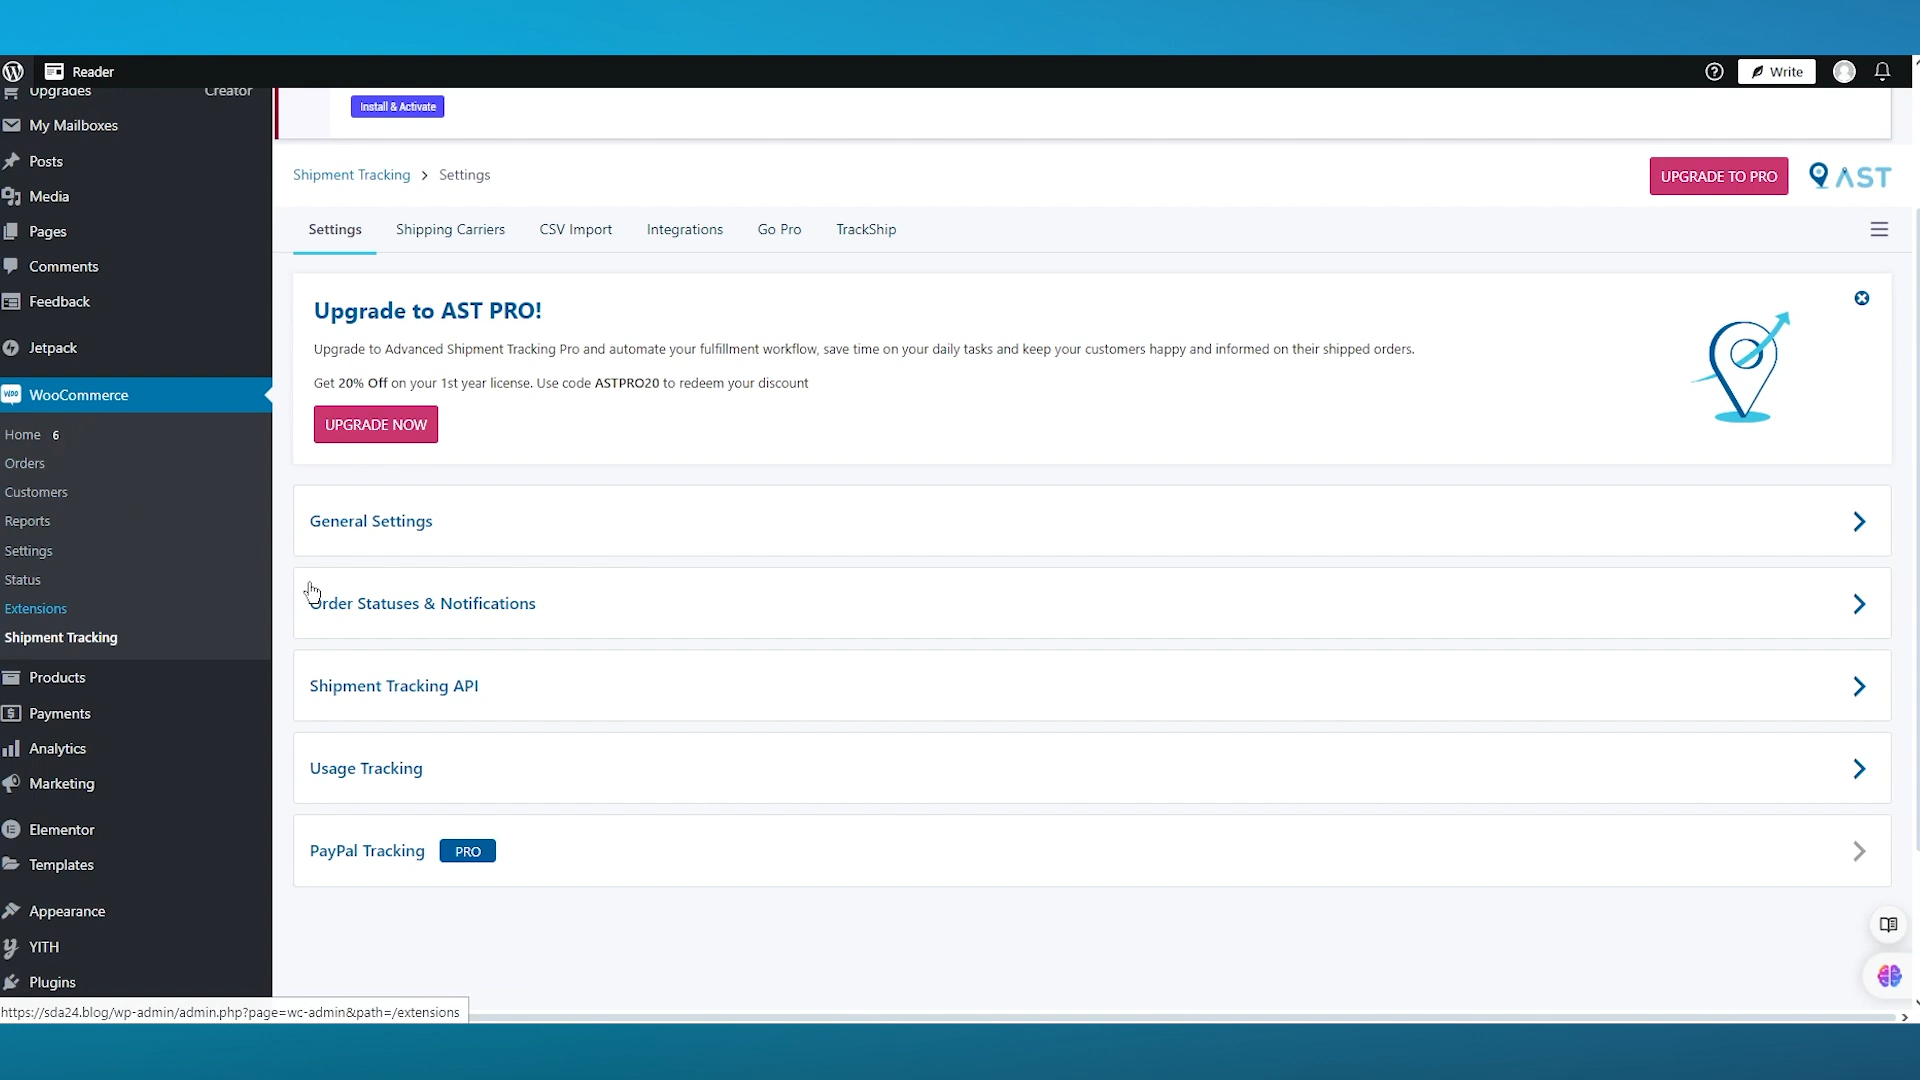 Reader
Write
Upgrades Creator
My Mailboxes
Posts
Media
Pages
Comments
Feedback
Jetpack
WooCommerce
Home 6
Orders
Customers
Reports
Settings
Status
Extensions
Shipment Tracking
Products
Payments
Analytics
Marketing
Elementor
Templates
Appearance
YITH
Plugins
Install & Activate
Shipment Tracking > Settings
UPGRADE TO PRO
AST
Settings Shipping Carriers CSV Import Integrations Go Pro TrackShip
Upgrade to AST PRO!
Upgrade to Advanced Shipment Tracking Pro and automate your fulfillment workflow, save time on your daily tasks and keep your customers happy and informed on their shipped orders.
Get 20% Off on your 1st year license. Use code ASTPRO20 to redeem your discount
UPGRADE NOW
General Settings
Order Statuses & Notifications
Shipment Tracking API
Usage Tracking
PayPal Tracking PRO
https://sda24.blog/wp-admin/admin.php?page=wc-admin&path=/extensions